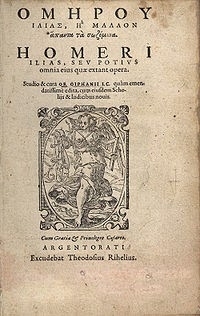 ΟΜΗΡΟΥ
ΙΛΙΑΣ, Η ΜΑΛΛΟΝ
ἅπαντα τὰ σωζόμενα.
HOMERI
ILIAS, SEV POTIVS
omnia eius quæ extant opera.
Studio & cura OB. GIPHANII I.C. quàm emen-
datissimè edita, cum eiusdem Scho-
lijs & Indicibus nouis.
Cum Gratia & Priuilegio Cæsareo.
ARGENTORATI
Excudebat Theodosius Rihelius.